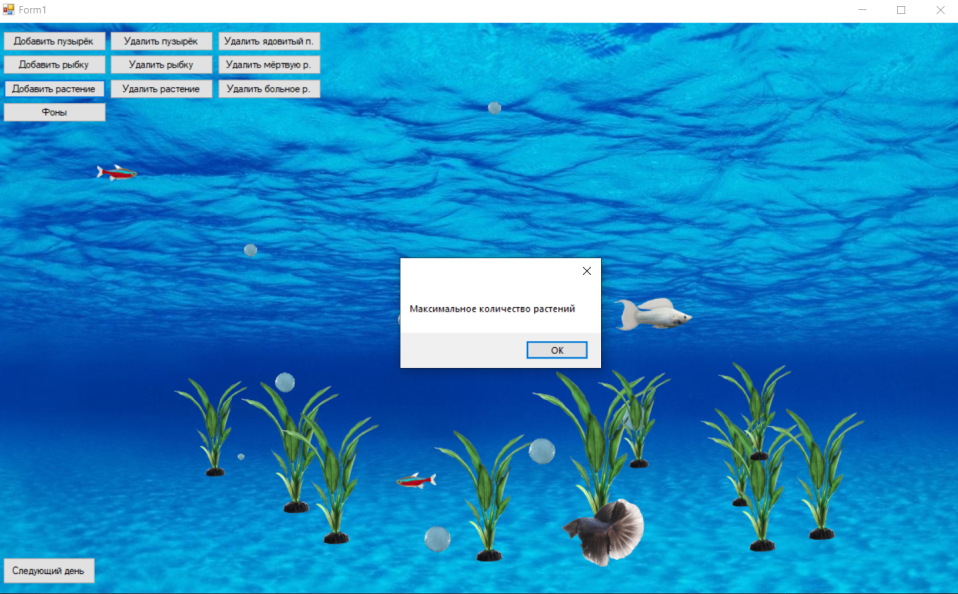 Form1
Добавить пузырёк Удалить пузырёк Удалить ядовитый п.
Добавить рыбку Удалить рыбку Удалить мёртвую р.
Добавить растение Удалить растение Удалить больное р.
Фоны
Максимальное количество растений
OK
Следующий день